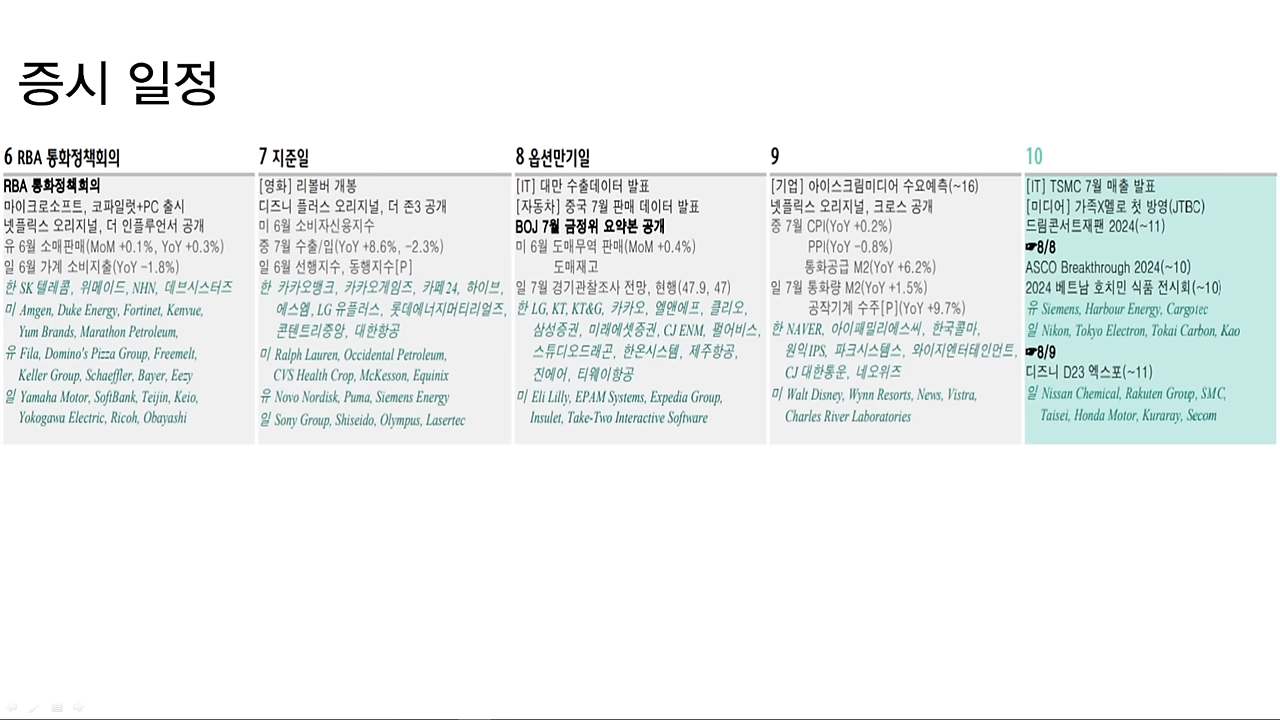 증시 일정
6 RBA 통화정책회의
RBA 통화정책회의
마이크로소프트, 코파일럿+PC 출시
넷플릭스 오리지널, 더 인플루언서 공개
유 6월 소매판매(MoM +0.1%, YoY +0.3%)
일 6월 가계 소비지출(YoY -1.8%)
한 SK텔레콤, 위메이드, NHN, 데브시스터즈
미 Amgen, Duke Energy, Fortinet, Kenvue,
Yum Brands, Marathon Petroleum,
유 Fila, Domino's Pizza Group, Freemelt,
Keller Group, Schaeffler, Bayer, Eezy
일 Yamaha Motor, SoftBank, Teijin, Keio,
Yokogawa Electric, Ricoh, Obayashi
7 지준일
[영화] 리볼버 개봉
디즈니 플러스 오리지널, 더 존3 공개
미 6월 소비자신용지수
중 7월 수출/입(YoY +8.6%, -2.3%)
일 6월 선행지수, 동행지수[P]
한 카카오뱅크, 카카오게임즈, 카페24, 하이브,
에스엠, LG유플러스, 롯데에너지머티리얼즈,
콘텐트리중앙, 대한항공
미 Ralph Lauren, Occidental Petroleum,
CVS Health Crop, McKesson, Equinix
유 Novo Nordisk, Puma, Siemens Energy
일 Sony Group, Shiseido, Olympus, Lasertec
8 옵션만기일
[IT] 대만 수출데이터 발표
[자동차] 중국 7월 판매 데이터 발표
BOJ 7월 금정위 요약본 공개
미 6월 도매무역 판매(MoM +0.4%)
도매재고
일 7월 경기관찰조사 전망, 현행(47.9, 47)
한 LG, KT, KT&G, 카카오, 엘앤에프, 클리오,
삼성증권, 미래에셋증권, CJ ENM, 펄어비스,
스튜디오드래곤, 한온시스템, 제주항공,
진에어, 티웨이항공
미 Eli Lilly, EPAM Systems, Expedia Group,
Insulet, Take-Two Interactive Software
9
[기업] 아이스크림미디어 수요예측(~16)
넷플릭스 오리지널, 크로스 공개
중 7월 CPI(YoY +0.2%)
PPI(YoY -0.8%)
통화공급 M2(YoY +6.2%)
일 7월 통화량 M2(YoY +1.5%)
공작기계 수주[P](YoY +9.7%)
한 NAVER, 아이패밀리에스씨, 한국콜마,
원익IPS, 파크시스템스, 와이지엔터테인먼트,
CJ대한통운, 네오위즈
미 Walt Disney, Wynn Resorts, News, Vistra,
Charles River Laboratories
10
[IT] TSMC 7월 매출 발표
[미디어] 가족X멜로 첫 방영(JTBC)
드림콘서트재팬 2024(~11)
☞8/8
ASCO Breakthrough 2024(~10)
2024 베트남 호치민 식품 전시회(~10)
유 Siemens, Harbour Energy, Cargotec
일 Nikon, Tokyo Electron, Tokai Carbon, Kao
☞8/9
디즈니 D23 엑스포(~11)
일 Nissan Chemical, Rakuten Group, SMC,
Taisei, Honda Motor, Kuraray, Secom